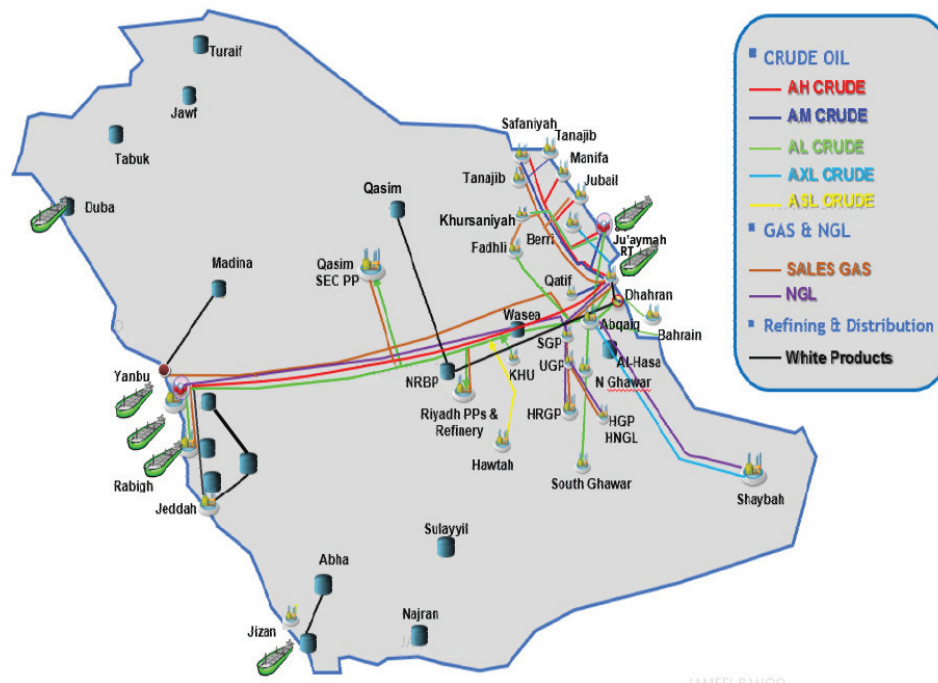 Turaif
Jawf
Tabuk
Duba
Qasim
Madina
Qasim
SEC PP
Safaniyah
Tanajib
Manifa
Tanajib
Jubail
Khursaniyah
Berri
Fadhli
Ju'aymah
RT
Qatif
Dhahran
Wasea
Abqaiq
Bahrain
SGP
AL-Hasa
Yanbu
NRBP
KHU
UGP
N Ghawar
Riyadh PPs &
Refinery
HRGP
HGP
HNGL
Hawtah
South Ghawar
Shaybah
Rabigh
Jeddah
Sulayyil
Abha
Jizan
Najran
CRUDE OIL
AH CRUDE
AM CRUDE
AL CRUDE
AXL CRUDE
ASL CRUDE
GAS & NGL
SALES GAS
NGL
Refining & Distribution
White Products